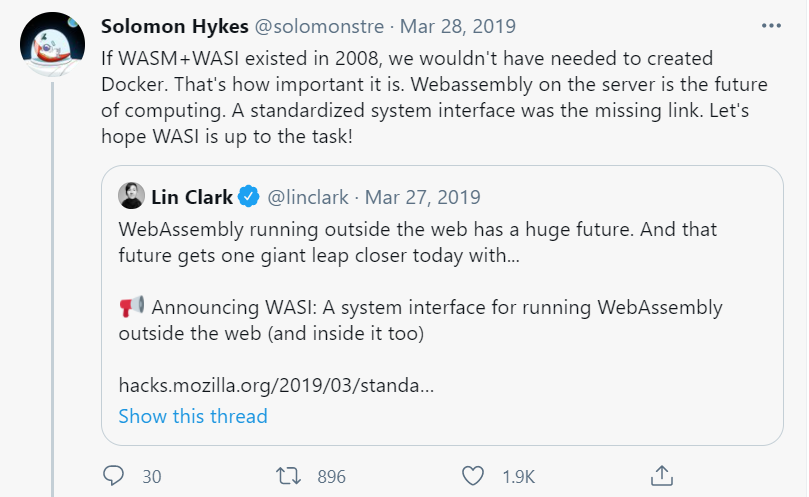 Solomon Hykes @solomonstre · Mar 28, 2019
If WASM+WASI existed in 2008, we wouldn't have needed to created
Docker. That's how important it is. Webassembly on the server is the future
of computing. A standardized system interface was the missing link. Let's
hope WASI is up to the task!
Lin Clark @linclark · Mar 27, 2019
WebAssembly running outside the web has a huge future. And that
future gets one giant leap closer today with...
📢 Announcing WASI: A system interface for running WebAssembly
outside the web (and inside it too)
hacks.mozilla.org/2019/03/standa...
Show this thread
30 896 1.9K